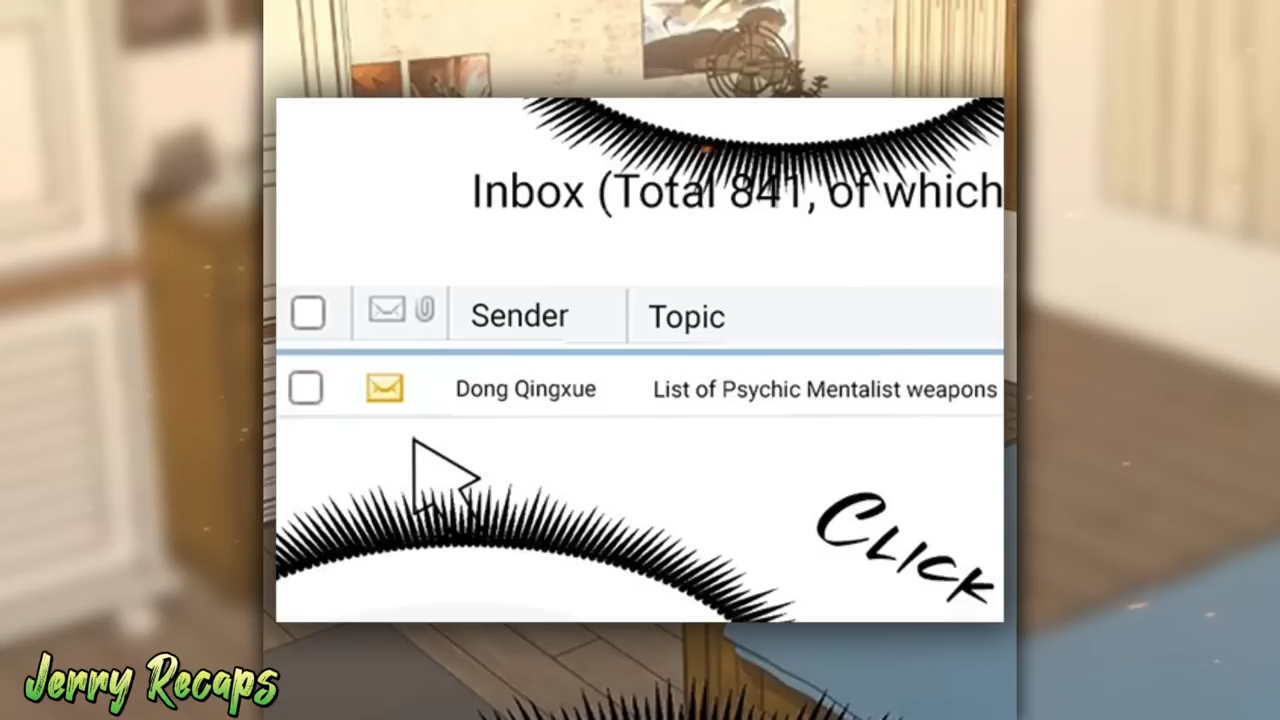 Inbox (Total 841, of which
Sender
Topic
Dong Qingxue
List of Psychic Mentalist weapons
CLICK
Jerry Recaps